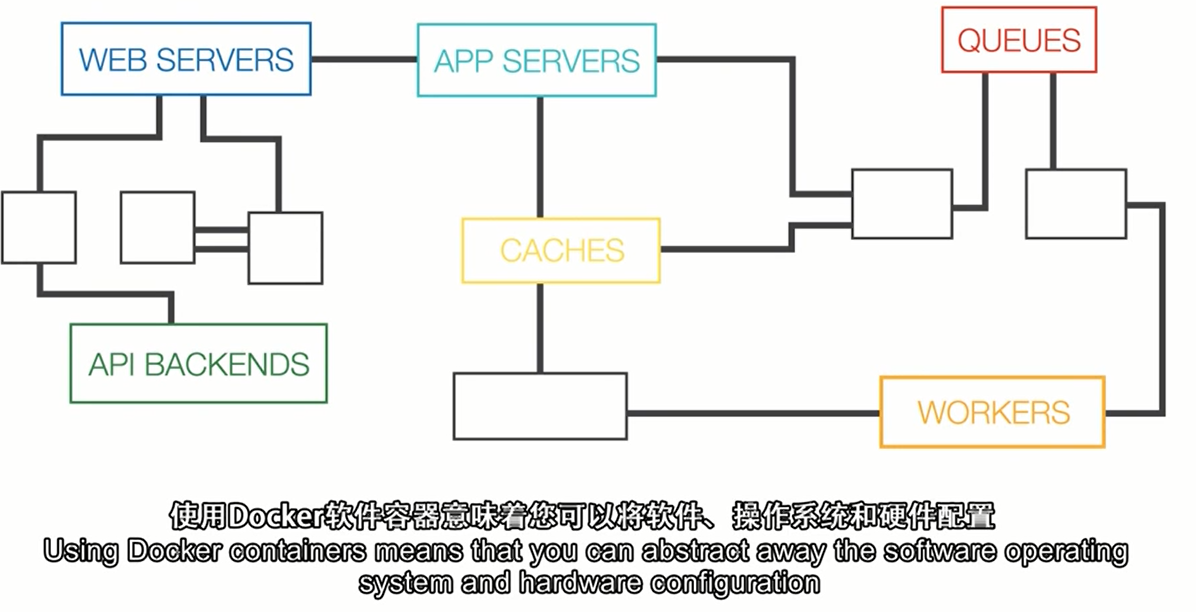 WEB SERVERS
APP SERVERS
QUEUES
CACHES
API BACKENDS
WORKERS
使用Docker软件容器意味着您可以将软件、操作系统和硬件配置
Using Docker containers means that you can abstract away the software operating
system and hardware configuration